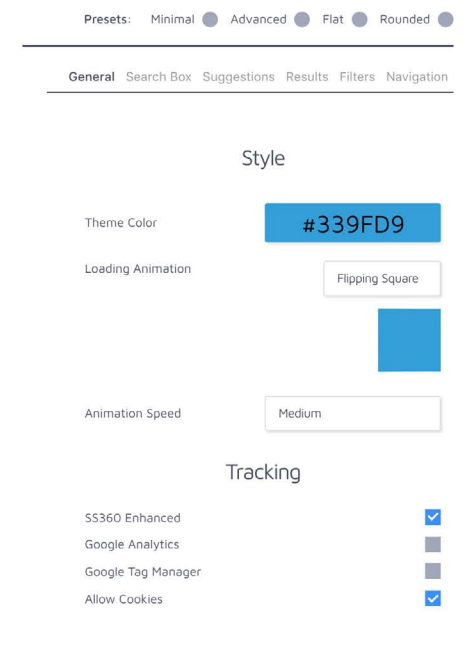 Presets: Minimal Advanced Flat Rounded
General Search Box Suggestions Results Filters Navigation
Style
Theme Color #339FD9
Loading Animation Flipping Square
Animation Speed Medium
Tracking
SS360 Enhanced
Google Analytics
Google Tag Manager
Allow Cookies